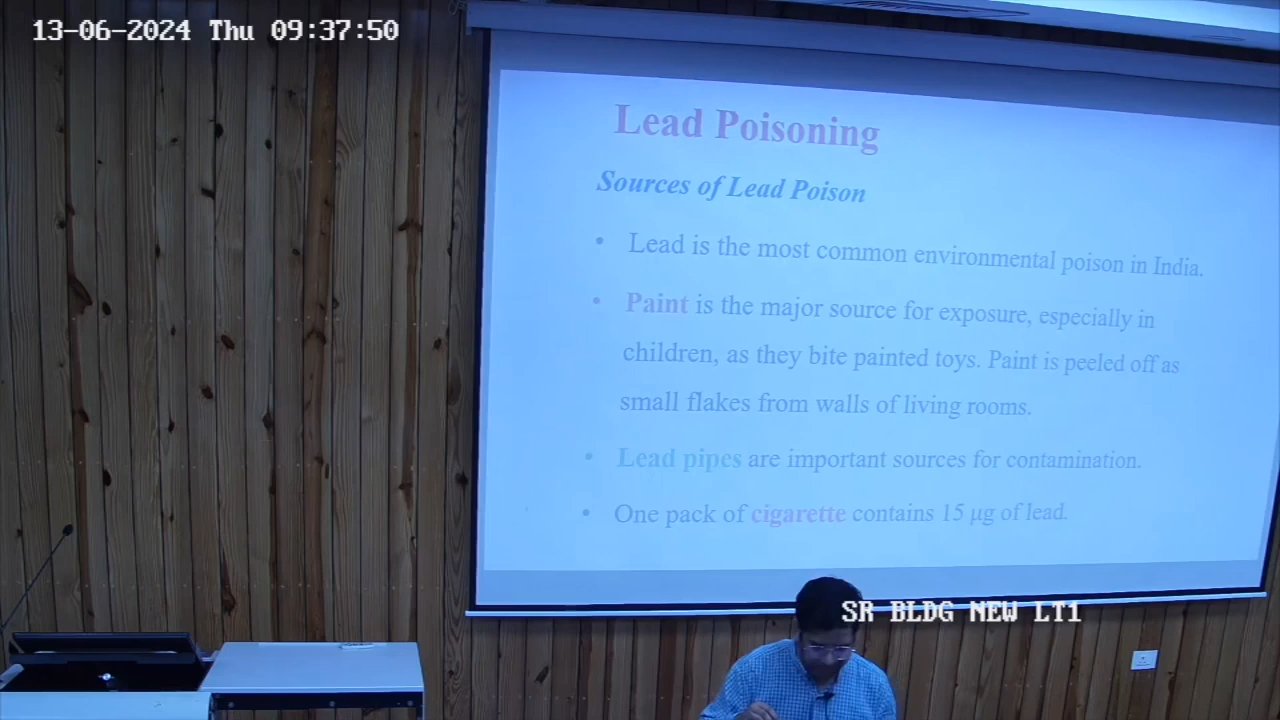 13-06-2024 Thu 09:37:50
Lead Poisoning
Sources of Lead Poison
• Lead is the most common environmental poison in India.
• Paint is the major source for exposure, especially in
children, as they bite painted toys. Paint is peeled off as
small flakes from walls of living rooms.
• Lead pipes are important sources for contamination.
• One pack of cigarette contains 15 µg of lead.
SR BLDG NEW LT1